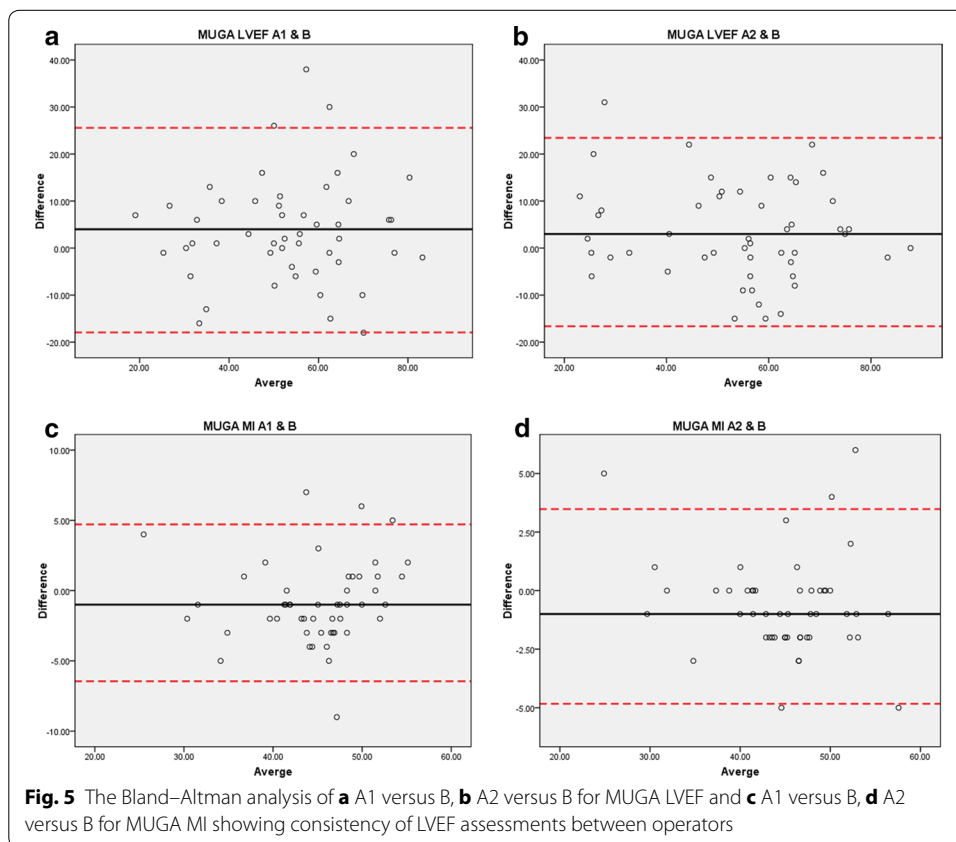 a
MUGA LVEF A1 & B
40.00
30.00
20.00
10.00
0.00
-10.00
-20.00
Difference
20.00 40.00 60.00 80.00
Averge
b
MUGA LVEF A2 & B
40.00
30.00
20.00
10.00
0.00
-10.00
-20.00
Difference
20.00 40.00 60.00 80.00
Averge
c
MUGA MI A1 & B
10.00
5.00
0.00
-5.00
-10.00
Difference
20.00 30.00 40.00 50.00 60.00
Averge
d
MUGA MI A2 & B
5.00
2.50
0.00
-2.50
-5.00
Difference
20.00 30.00 40.00 50.00 60.00
Averge
Fig. 5 The Bland–Altman analysis of a A1 versus B, b A2 versus B for MUGA LVEF and c A1 versus B, d A2
versus B for MUGA MI showing consistency of LVEF assessments between operators